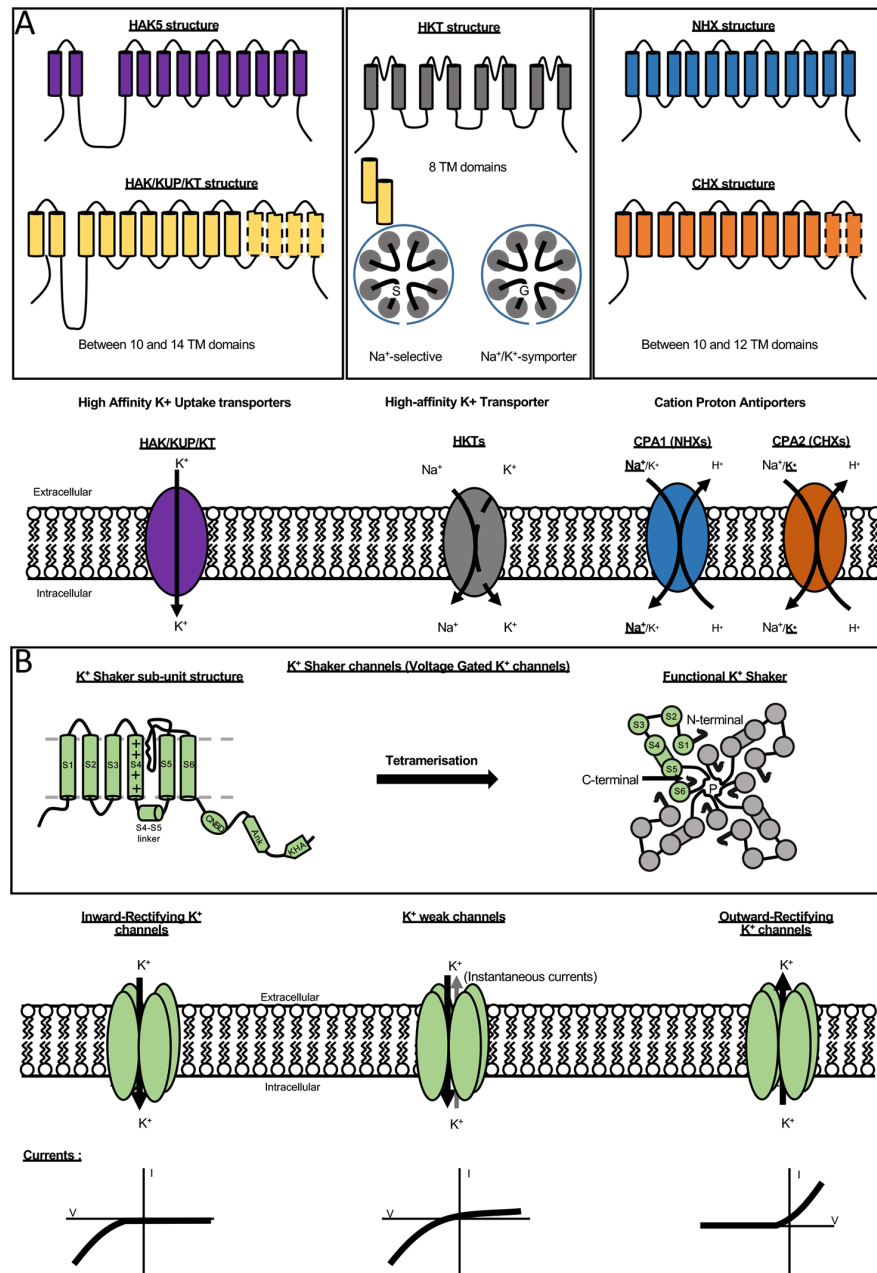 A
HAK5 structure
HAK/KUP/KT structure
Between 10 and 14 TM domains
HKT structure
8 TM domains
S
G
Na⁺-selective
Na⁺/K⁺-symporter
NHX structure
CHX structure
Between 10 and 12 TM domains
High Affinity K+ Uptake transporters
High-affinity K+ Transporter
Cation Proton Antiporters
HAK/KUP/KT
HKTs
CPA1 (NHXs)
CPA2 (CHXs)
K⁺
Na⁺
K⁺
Na⁺/K⁺
H⁺
Na⁺/K⁺
H⁺
Extracellular
Intracellular
K⁺
Na⁺
K⁺
Na⁺/K⁺
H⁺
Na⁺/K⁺
H⁺
B
K⁺ Shaker channels (Voltage Gated K⁺ channels)
K⁺ Shaker sub-unit structure
S1
S2
S3
S4
+ +
+ +
+ +
S5
S6
S4-S5
linker
CNBD
Ank
KHA
Tetramerisation
Functional K⁺ Shaker
S3
S2
N-terminal
S4
S1
S5
C-terminal
S6
P
Inward-Rectifying K⁺
channels
K⁺ weak channels
Outward-Rectifying
K⁺ channels
K⁺
K⁺
(Instantaneous currents)
K⁺
Extracellular
Intracellular
K⁺
K⁺
K⁺
Currents :
I
V
I
V
I
V